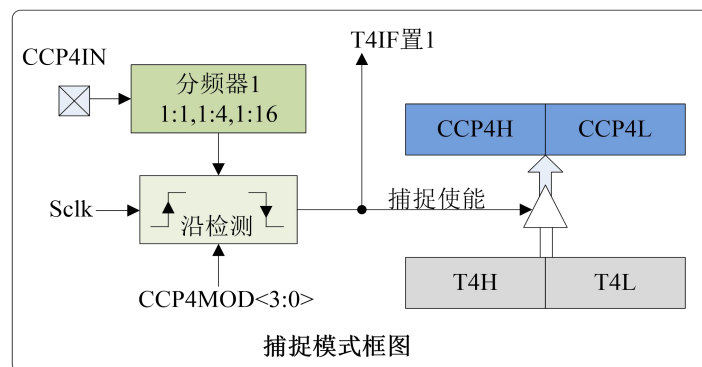 T4IF置1
CCP4IN
分频器1
1:1,1:4,1:16
CCP4H
CCP4L
Sclk
沿检测
捕捉使能
CCP4MOD<3:0>
T4H
T4L
捕捉模式框图